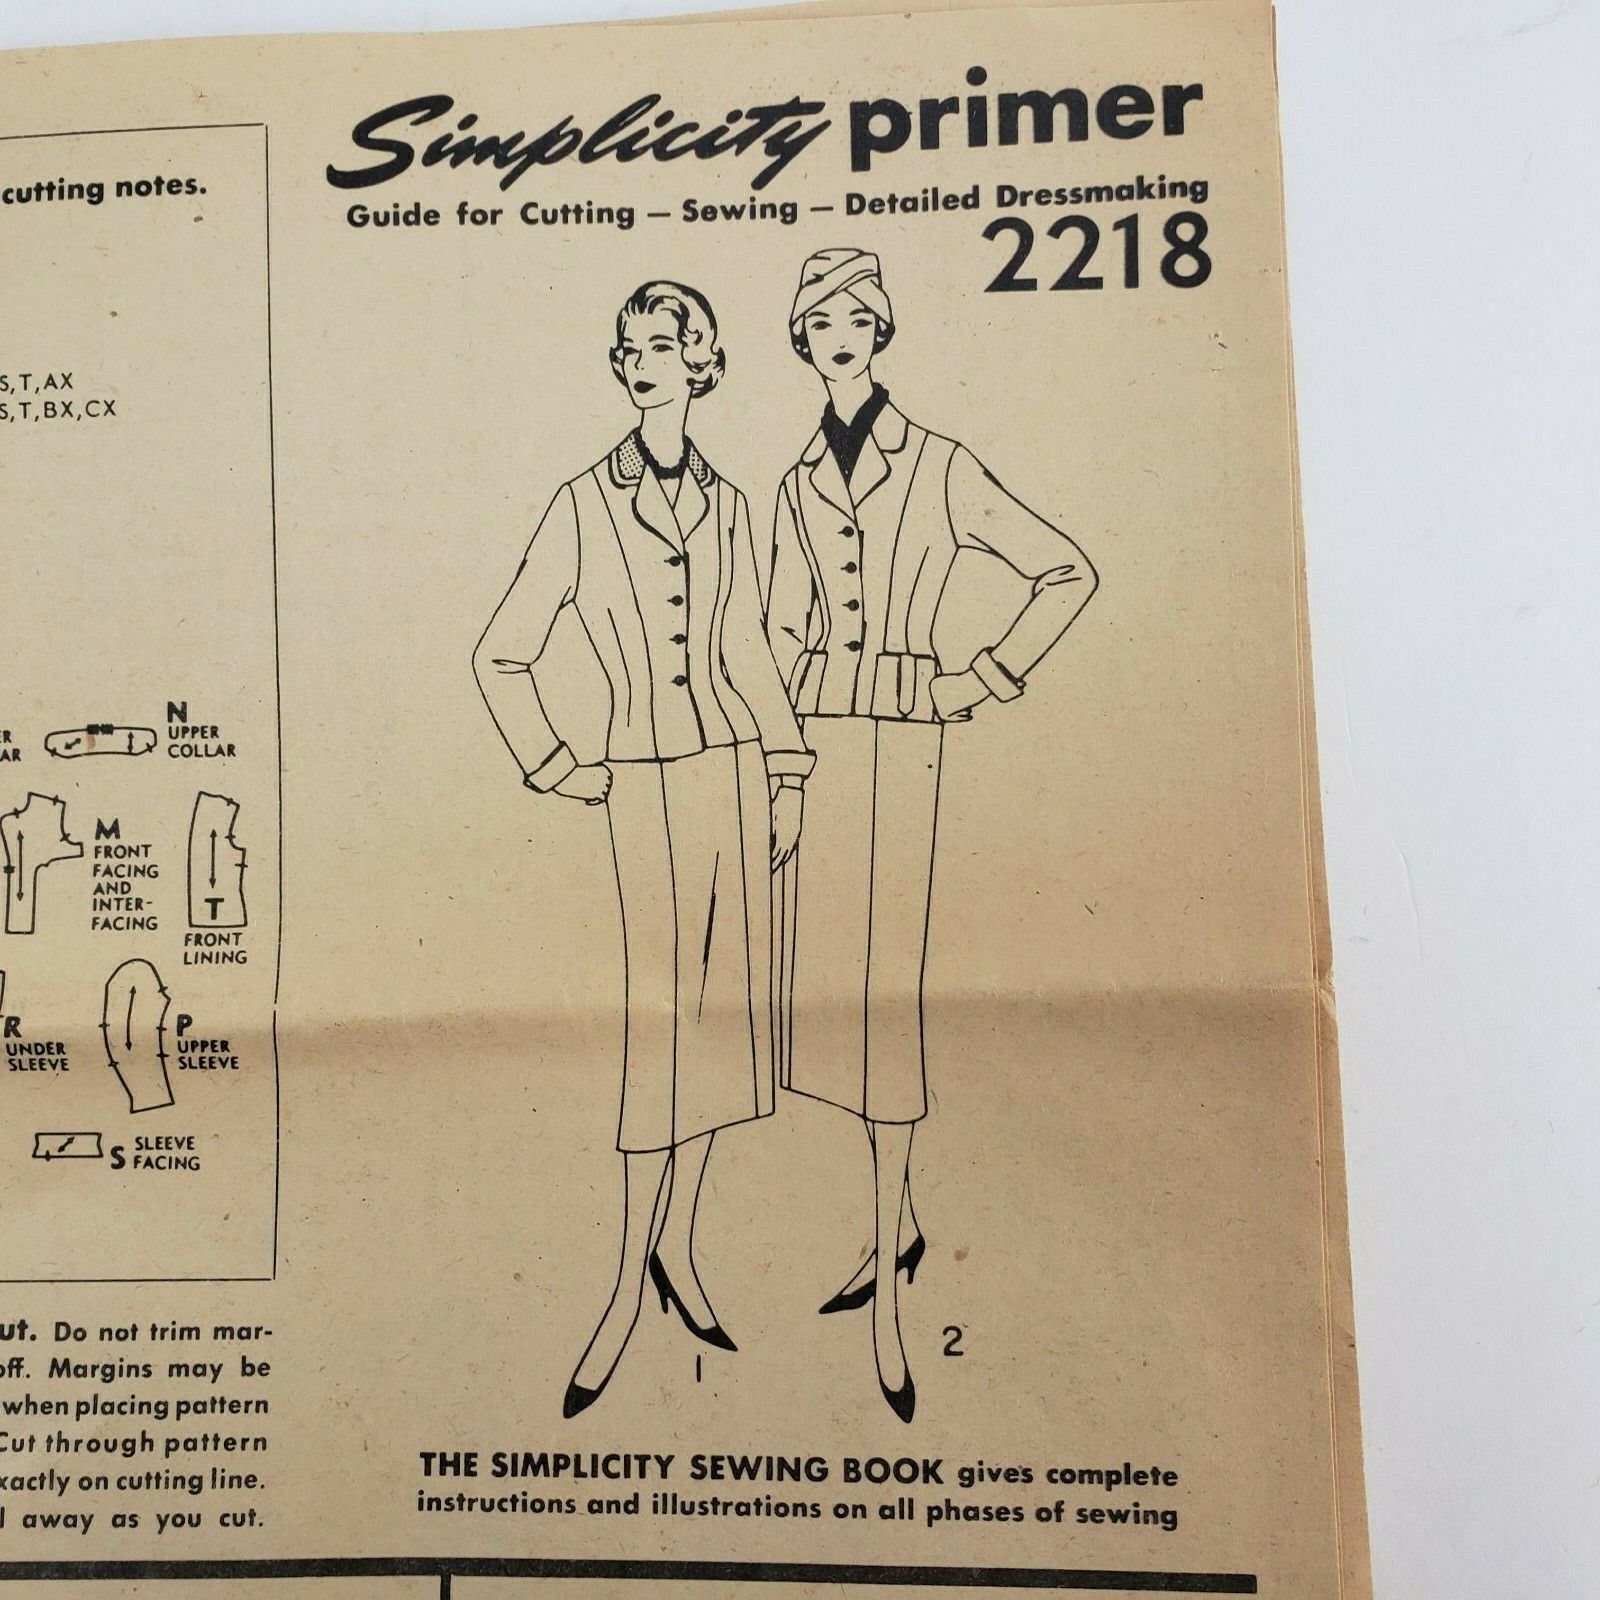 cutting notes.
S, T, AX
S, T, BX, CX
N
UPPER
COLLAR
M
FRONT
FACING
AND
INTER-
FACING
T
FRONT
LINING
R
UNDER
SLEEVE
P
UPPER
SLEEVE
S
SLEEVE
FACING
Do not trim mar-
off. Margins may be
when placing pattern
Cut through pattern
exactly on cutting line.
away as you cut.
Simplicity primer
Guide for Cutting — Sewing — Detailed Dressmaking
2218
1
2
THE SIMPLICITY SEWING BOOK gives complete
instructions and illustrations on all phases of sewing